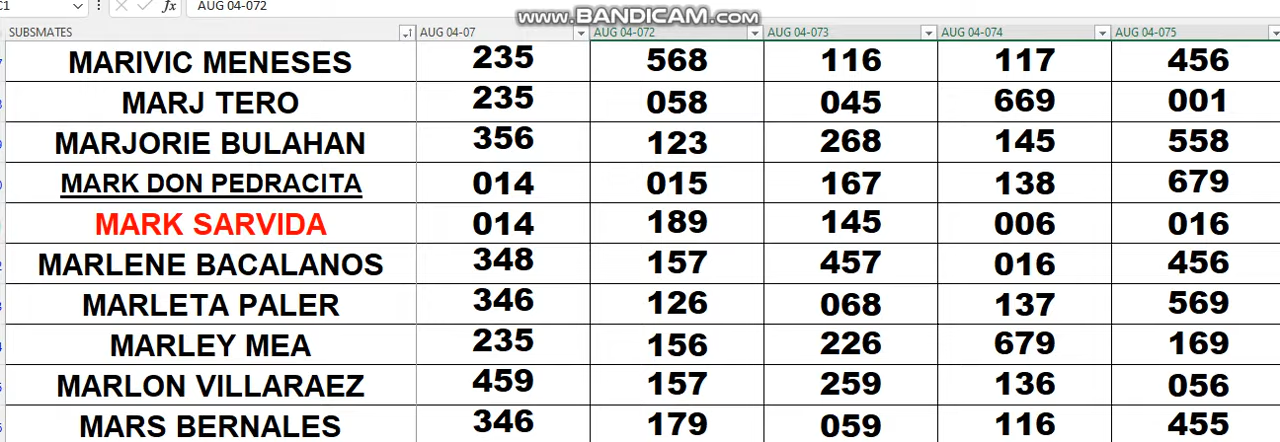 www.BANDICAM.com
C1 fx AUG 04-072
SUBSMATES AUG 04-07 AUG 04-072 AUG 04-073 AUG 04-074 AUG 04-075
MARIVIC MENESES 235 568 116 117 456
MARJ TERO 235 058 045 669 001
MARJORIE BULAHAN 356 123 268 145 558
MARK DON PEDRACITA 014 015 167 138 679
MARK SARVIDA 014 189 145 006 016
MARLENE BACALANOS 348 157 457 016 456
MARLETA PALER 346 126 068 137 569
MARLEY MEA 235 156 226 679 169
MARLON VILLARAEZ 459 157 259 136 056
MARS BERNALES 346 179 059 116 455